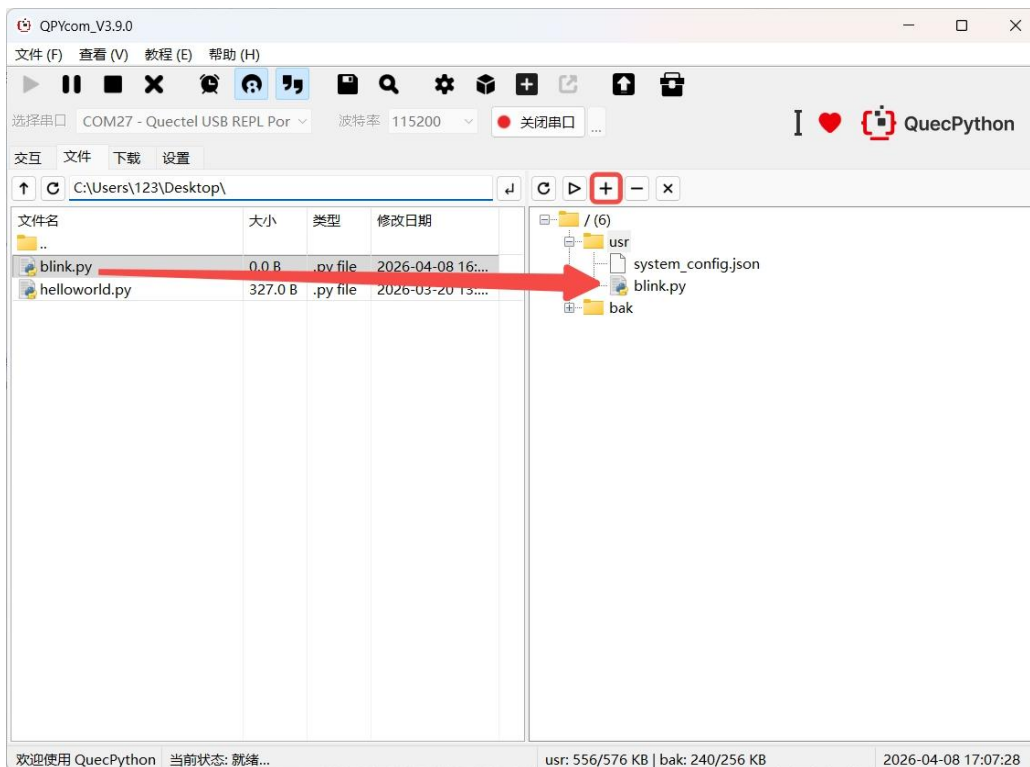 QPYcom_V3.9.0
文件 (F) 查看 (V) 教程 (E) 帮助 (H)
选择串口 COM27 - Quectel USB REPL Por 波特率 115200 关闭串口 ... I QuecPython
交互 文件 下载 设置
C:\Users\123\Desktop\
文件名 大小 类型 修改日期 / (6)
.. usr
system_config.json
blink.py 0.0 B .py file 2026-04-08 16:...
blink.py
helloworld.py 327.0 B .py file 2026-03-20 13:...
bak
欢迎使用 QuecPython 当前状态: 就绪... usr: 556/576 KB | bak: 240/256 KB 2026-04-08 17:07:28